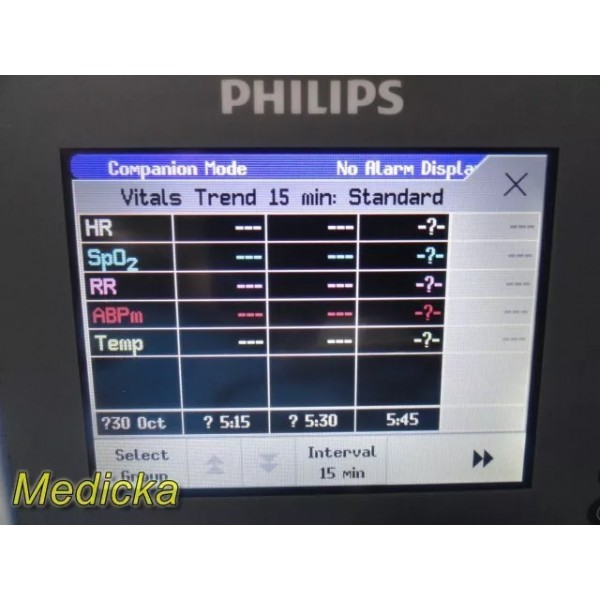 PHILIPS
Companion Mode No Alarm Displa
Vitals Trend 15 min: Standard
HR --- --- -?- ---
SpO2 --- --- -?- ---
RR --- --- -?- ---
ABPm --- --- -?- ---
Temp --- --- -?- ---
?30 Oct ? 5:15 ? 5:30 5:45
Select Group Interval 15 min
Medicka